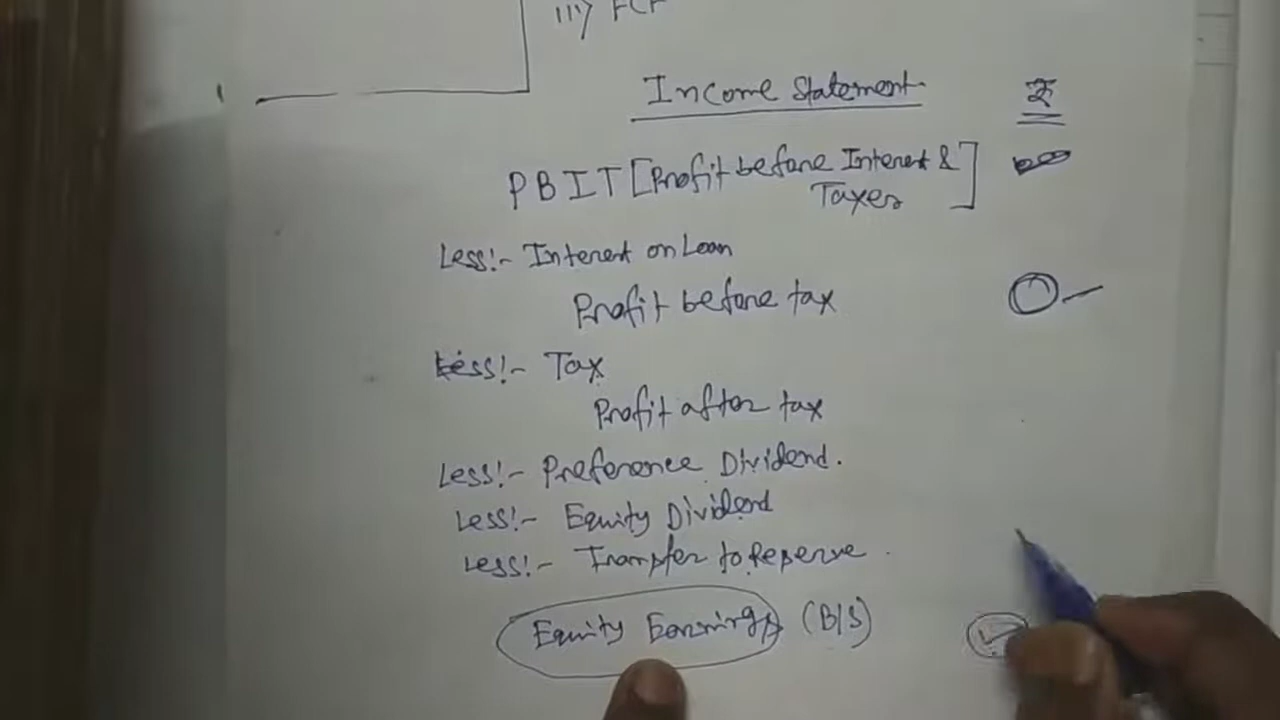 iii) FCF
Income Statement ₹
PBIT [Profit before Interest &
Taxes]
Less:- Interest on Loan
Profit before tax
Less:- Tax
Profit after tax
Less:- Preference Dividend.
Less:- Equity Dividend
Less:- Transfer to Reserve.
Equity Earnings (B/S)